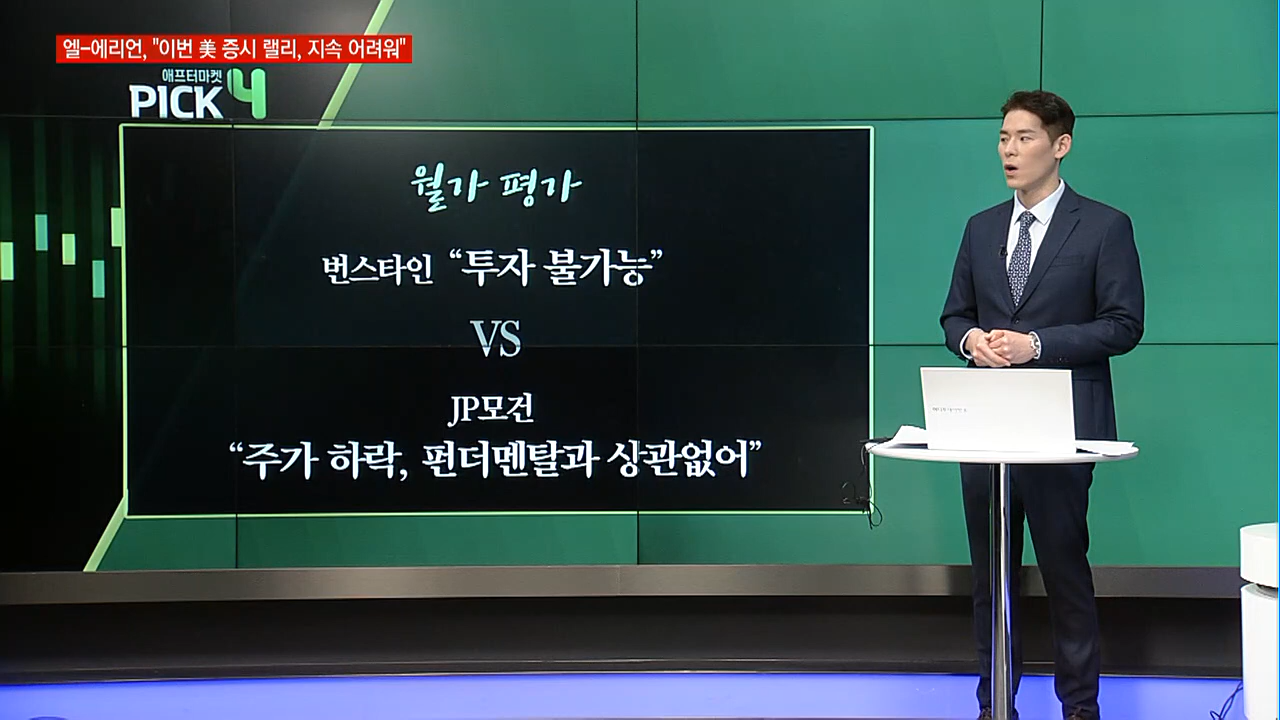 엘-에리언, "이번 美 증시 랠리, 지속 어려워"
애프터마켓
PICK 4
월가 평가
번스타인 “투자 불가능”
VS
JP모건
“주가 하락, 펀더멘탈과 상관없어”